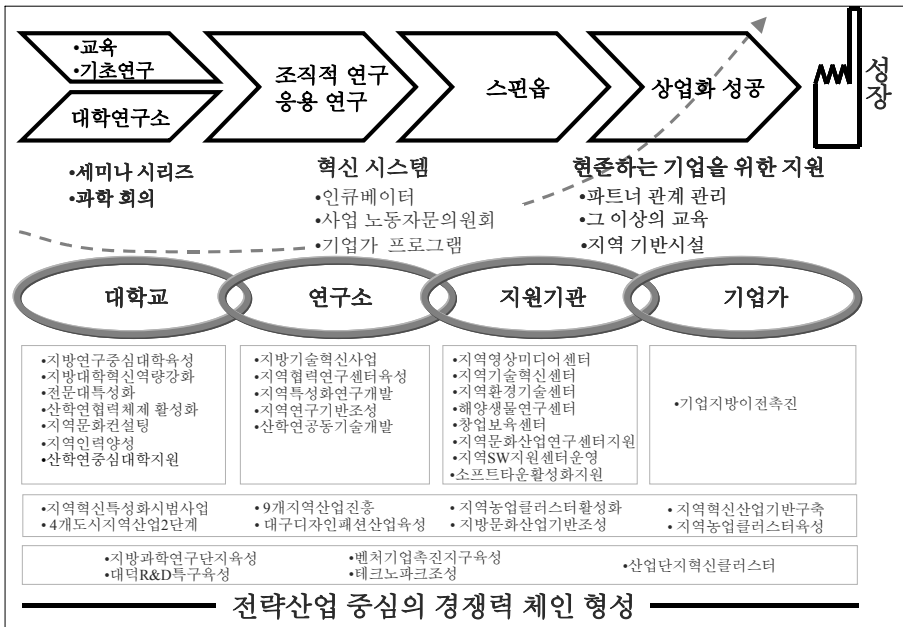 •교육
•기초연구
대학연구소
조직적 연구
응용 연구
스핀옵
상업화 성공
성장
•세미나 시리즈
•과학 회의
혁신 시스템
•인큐베이터
•사업 노동자문의원회
•기업가 프로그램
현존하는 기업을 위한 지원
•파트너 관계 관리
•그 이상의 교육
•지역 기반시설
대학교
연구소
지원기관
기업가
•지방연구중심대학육성
•지방대학혁신역량강화
•전문대특성화
•산학연협력체제 활성화
•지역문화컨설팅
•지역인력양성
•산학연중심대학지원
•지방기술혁신사업
•지역협력연구센터육성
•지역특성화연구개발
•지역연구기반조성
•산학연공동기술개발
•지역영상미디어센터
•지역기술혁신센터
•지역환경기술센터
•해양생물연구센터
•창업보육센터
•지역문화산업연구센터지원
•지역SW지원센터운영
•소프트타운활성화지원
•기업지방이전촉진
•지역혁신특성화시범사업
•4개도시지역산업2단계
•9개지역산업진흥
•대구디자인패션산업육성
•지역농업클러스터활성화
•지방문화산업기반조성
•지역혁신산업기반구축
•지역농업클러스터육성
•지방과학연구단지육성
•대덕R&D특구육성
•벤처기업촉진지구육성
•테크노파크조성
•산업단지혁신클러스터
전략산업 중심의 경쟁력 체인 형성